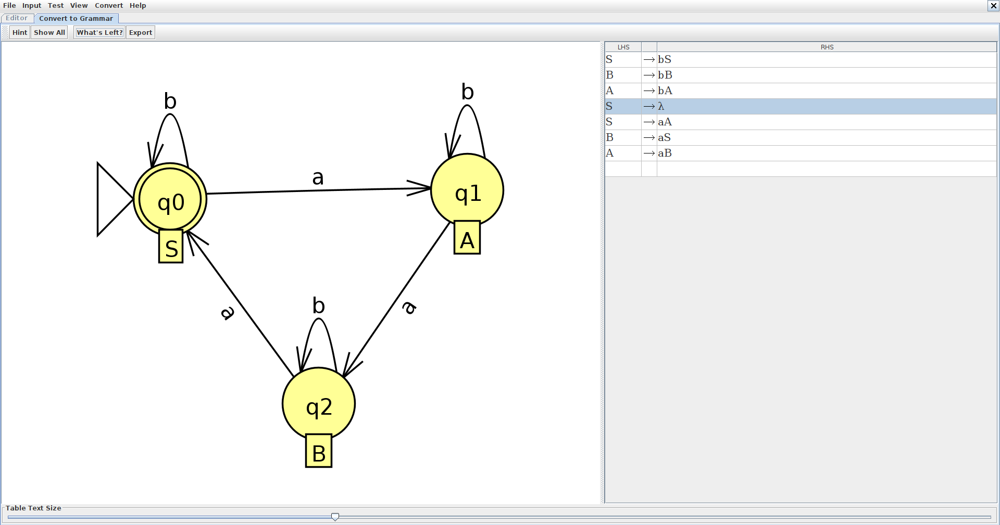 File Input Test View Convert Help
Editor Convert to Grammar
Hint Show All What's Left? Export
b
b
a
q0
q1
S
A
a
a
b
q2
B
LHS RHS
S → bS
B → bB
A → bA
S → λ
S → aA
B → aS
A → aB
Table Text Size